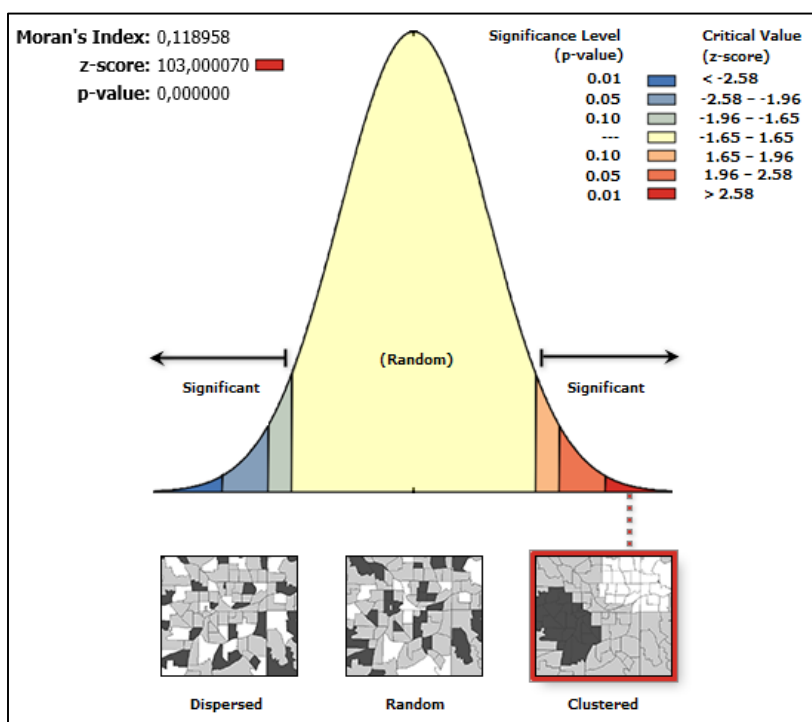 Moran's Index: 0,118958
z-score: 103,000070
p-value: 0,000000
Significance Level
(p-value)
Critical Value
(z-score)
0.01 < -2.58
0.05 -2.58 – -1.96
0.10 -1.96 – -1.65
--- -1.65 – 1.65
0.10 1.65 – 1.96
0.05 1.96 – 2.58
0.01 > 2.58
Significant
(Random)
Significant
Dispersed
Random
Clustered